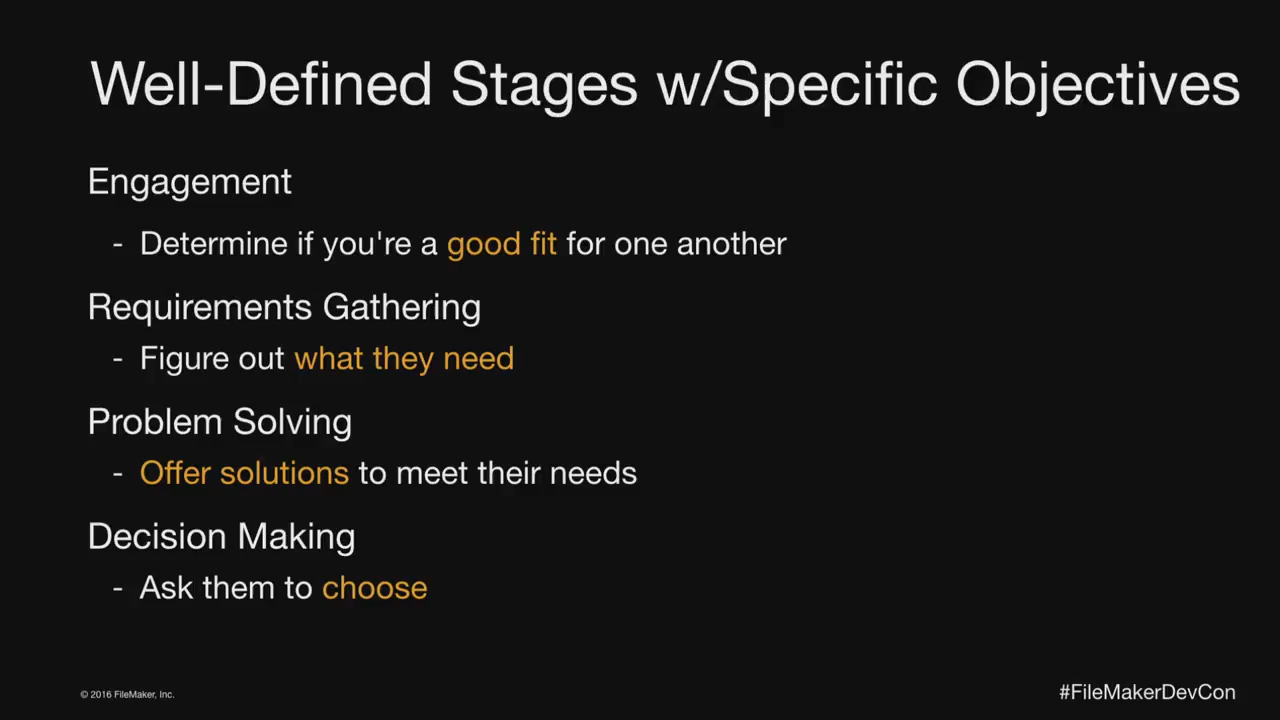 Well-Defined Stages w/Specific Objectives
Engagement
- Determine if you're a good fit for one another
Requirements Gathering
- Figure out what they need
Problem Solving
- Offer solutions to meet their needs
Decision Making
- Ask them to choose
© 2016 FileMaker, Inc.
#FileMakerDevCon